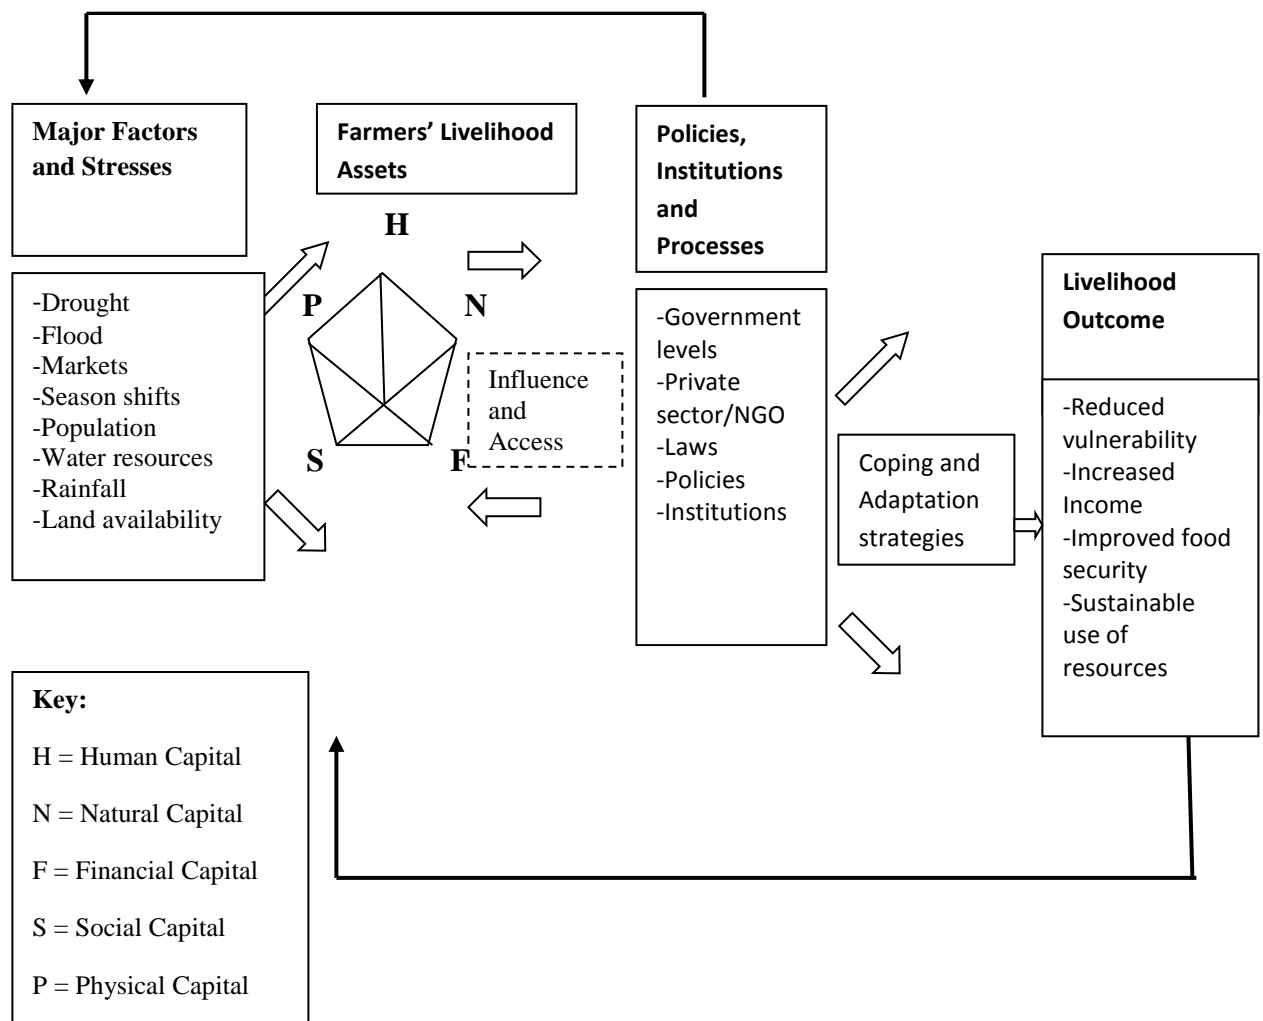 Major Factors
and Stresses
-Drought
-Flood
-Markets
-Season shifts
-Population
-Water resources
-Rainfall
-Land availability
Farmers’ Livelihood
Assets
H
P
N
S
F
Influence
and
Access
Policies,
Institutions
and
Processes
-Government
levels
-Private
sector/NGO
-Laws
-Policies
-Institutions
Coping and
Adaptation
strategies
Livelihood
Outcome
-Reduced
vulnerability
-Increased
Income
-Improved food
security
-Sustainable
use of
resources
Key:
H = Human Capital
N = Natural Capital
F = Financial Capital
S = Social Capital
P = Physical Capital